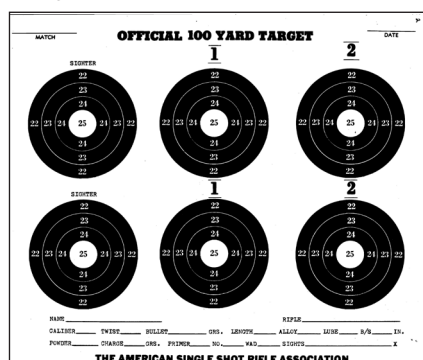 MATCH OFFICIAL 100 YARD TARGET DATE
SIGHTER 1 2
22 22 22
23 23 23
24 24 24
22 23 24 25 24 23 22 22 23 24 25 24 23 22 22 23 24 25 24 23 22
24 24 24
23 23 23
22 22 22
SIGHTER 1 2
22 22 22
23 23 23
24 24 24
22 23 24 25 24 23 22 22 23 24 25 24 23 22 22 23 24 25 24 23 22
24 24 24
23 23 23
22 22 22
NAME RIFLE
CALIBER TWIST BULLET GRS. LENGTH ALLOY LUBE B/S IN.
POWDER CHARGE GRS. PRIMER NO. WAD SIGHTS X
THE AMERICAN SINGLE SHOT RIFLE ASSOCIATION